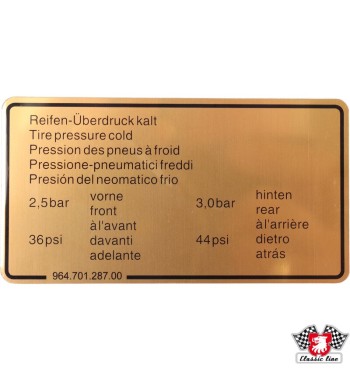 Reifen-Überdruck kalt
Tire pressure cold
Pression des pneus à froid
Pressione-pneumatici freddi
Presión del neomatico frio
2,5 bar vorne 3,0 bar hinten
front rear
à l'avant à l'arrière
36 psi davanti 44 psi dietro
adelante atrás
964.701.287.00
Classic line